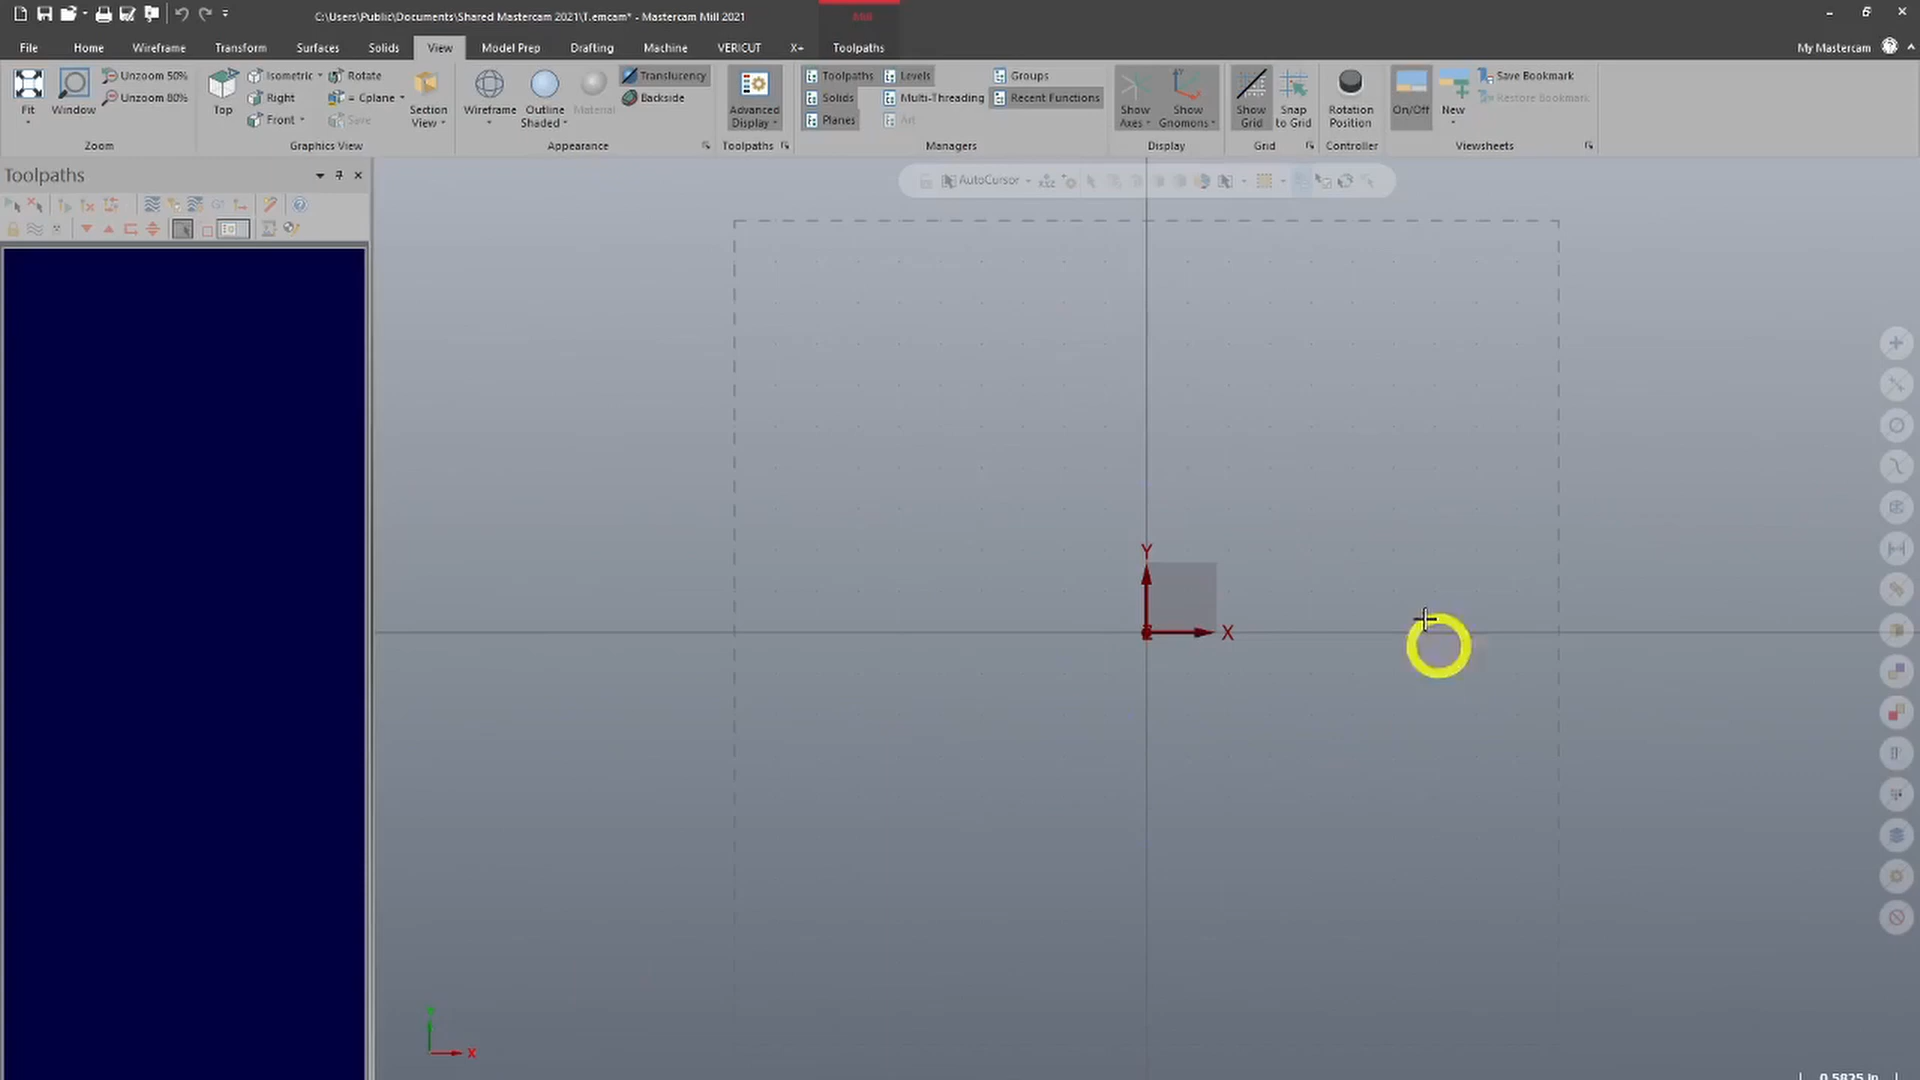 C:\Users\Public\Documents\Shared Mastercam 2021\T.emcam* - Mastercam Mill 2021
Mill
File Home Wireframe Transform Surfaces Solids View Model Prep Drafting Machine VERICUT X+ Toolpaths My Mastercam
Fit
Window
Unzoom 50%
Unzoom 80%
Zoom
Top
Isometric
Right
Front
Rotate
= Cplane
Save
Section View
Graphics View
Wireframe
Outline Shaded
Material
Translucency
Backside
Appearance
Advanced Display
Toolpaths
Toolpaths
Solids
Planes
Levels
Multi-Threading
Art
Groups
Recent Functions
Managers
Show Axes
Show Gnomons
Display
Show Grid
Snap to Grid
Grid
Rotation Position
Controller
On/Off
New
Save Bookmark
Restore Bookmark
Viewsheets
Toolpaths
AutoCursor
Y
X
Y
X
0.5825 in